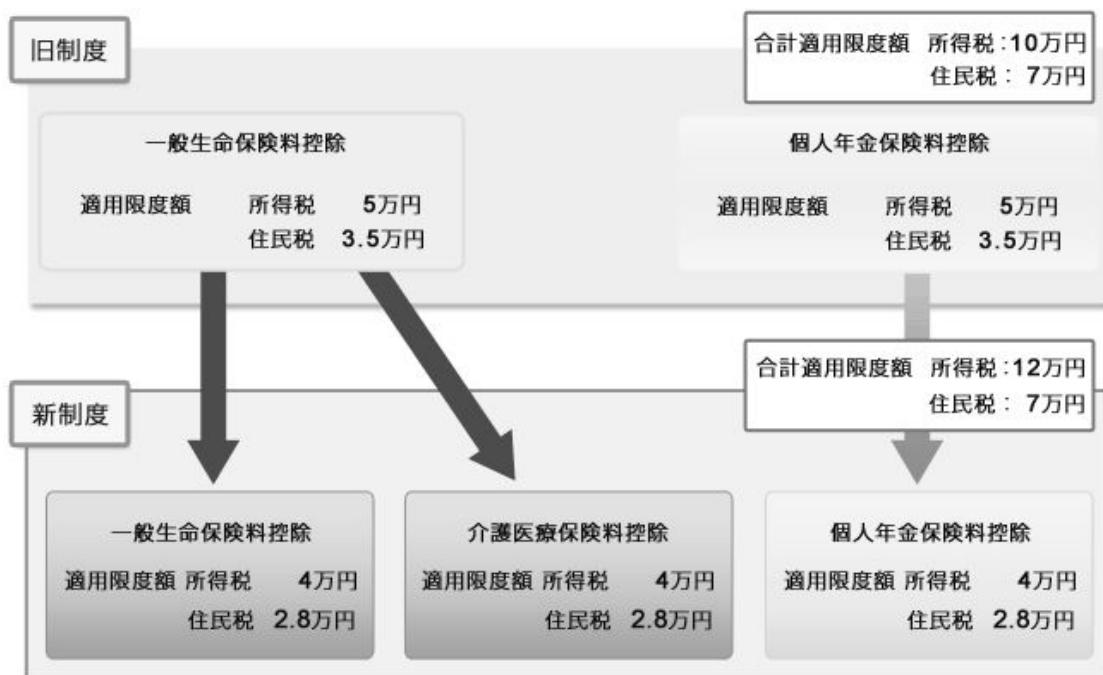 旧制度
合計適用限度額 所得税：10万円
住民税： 7万円
一般生命保険料控除
適用限度額 所得税 5万円
住民税 3.5万円
個人年金保険料控除
適用限度額 所得税 5万円
住民税 3.5万円
合計適用限度額 所得税：12万円
住民税： 7万円
新制度
一般生命保険料控除
適用限度額 所得税 4万円
住民税 2.8万円
介護医療保険料控除
適用限度額 所得税 4万円
住民税 2.8万円
個人年金保険料控除
適用限度額 所得税 4万円
住民税 2.8万円